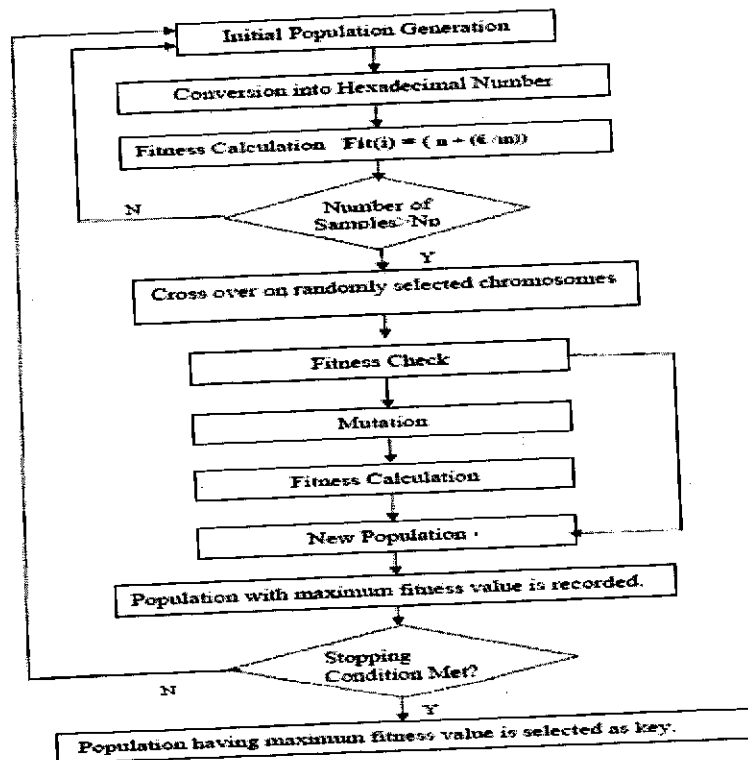 Initial Population Generation
Conversion into Hexadecimal Number
Fitness Calculation Fit(i) = ( n + (€ /m))
Number of
Samples>Np
N
Y
Cross over on randomly selected chromosomes
Fitness Check
Mutation
Fitness Calculation
New Population
Population with maximum fitness value is recorded.
Stopping
Condition Met?
N
Y
Population having maximum fitness value is selected as key.